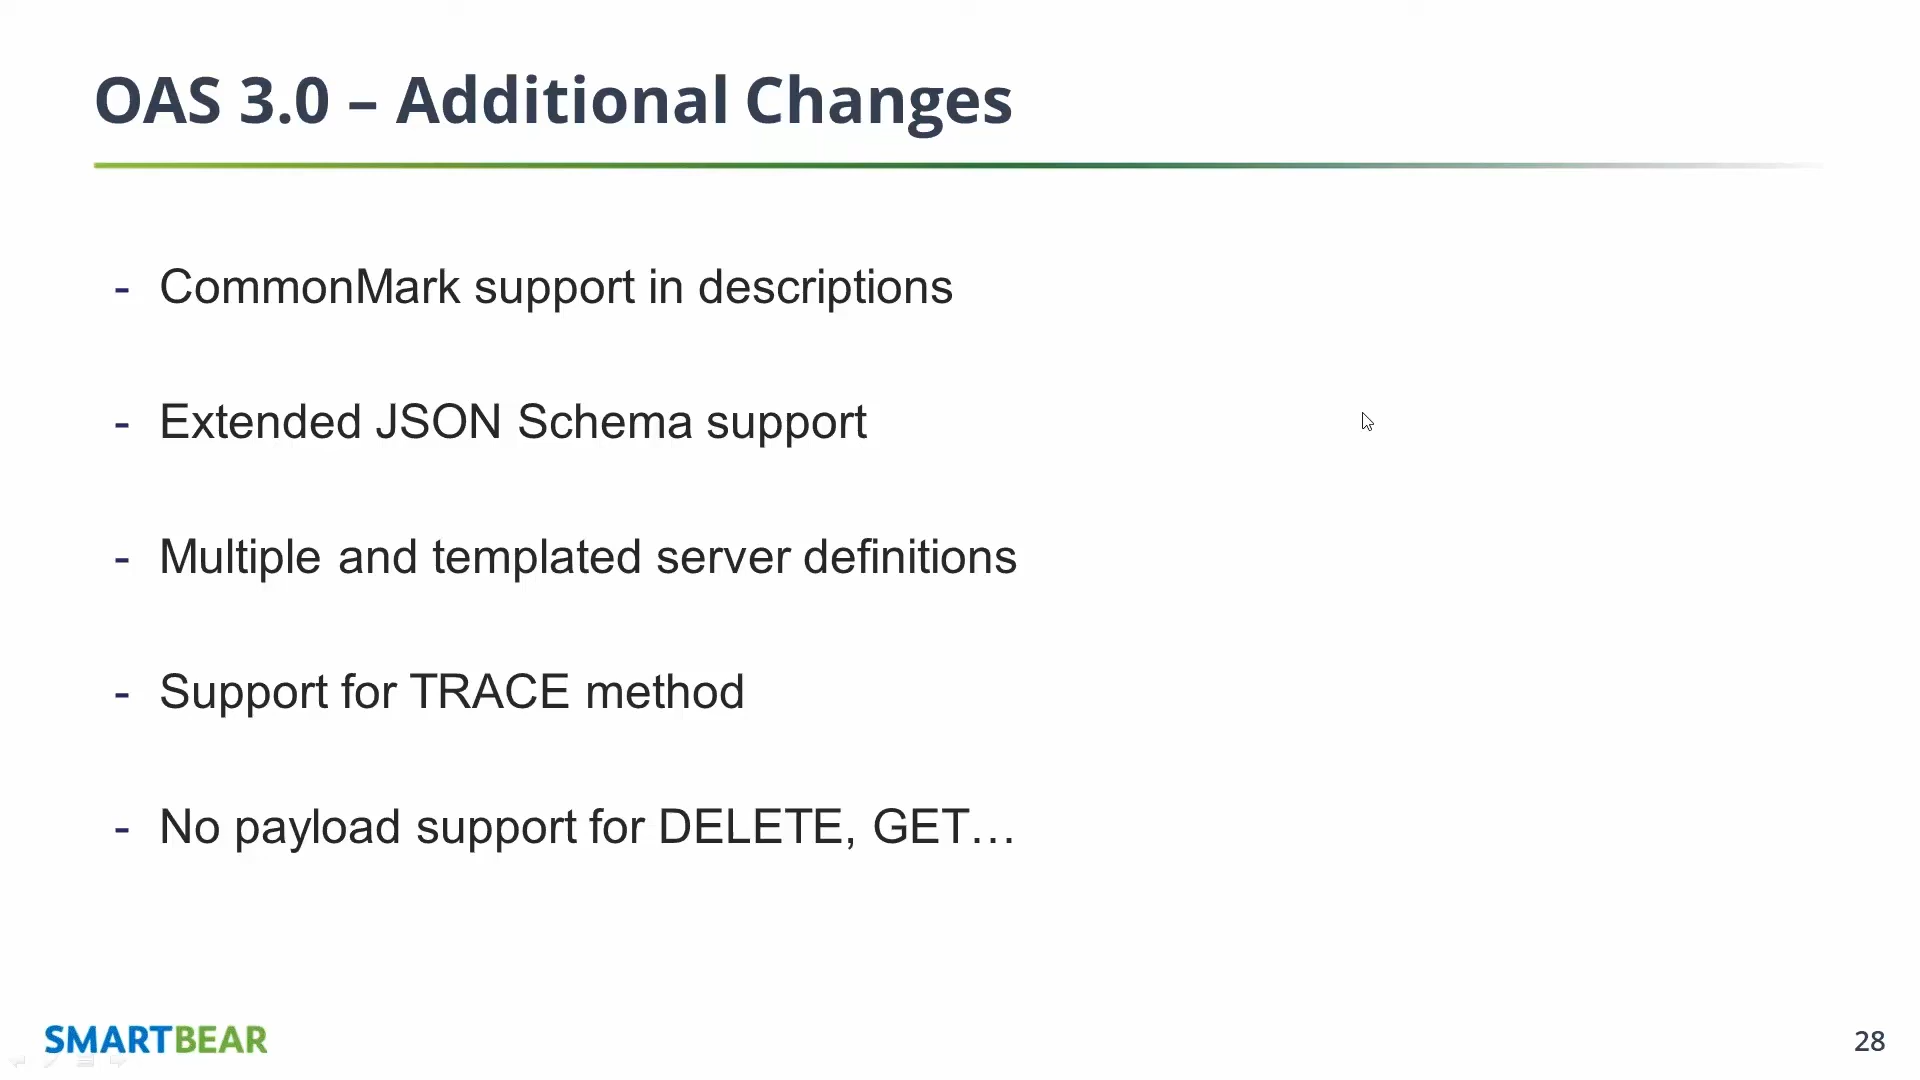 OAS 3.0 – Additional Changes
- CommonMark support in descriptions
- Extended JSON Schema support
- Multiple and templated server definitions
- Support for TRACE method
- No payload support for DELETE, GET…
SMARTBEAR
28